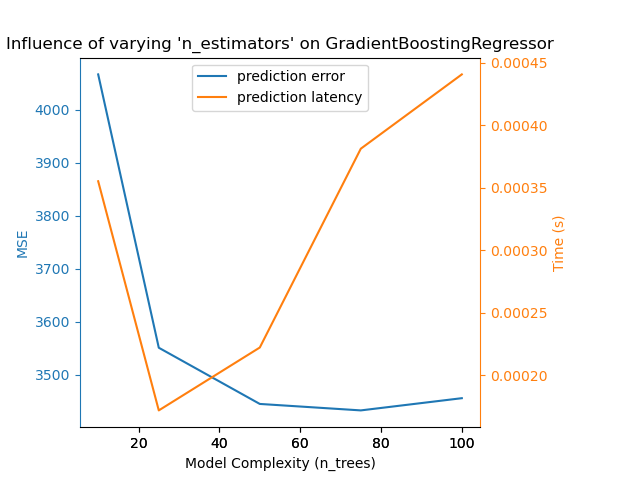 Influence of varying 'n_estimators' on GradientBoostingRegressor
prediction error
prediction latency
MSE
4000
3900
3800
3700
3600
3500
0.00045
0.00040
0.00035
0.00030
0.00025
0.00020
Time (s)
20 40 60 80 100
Model Complexity (n_trees)